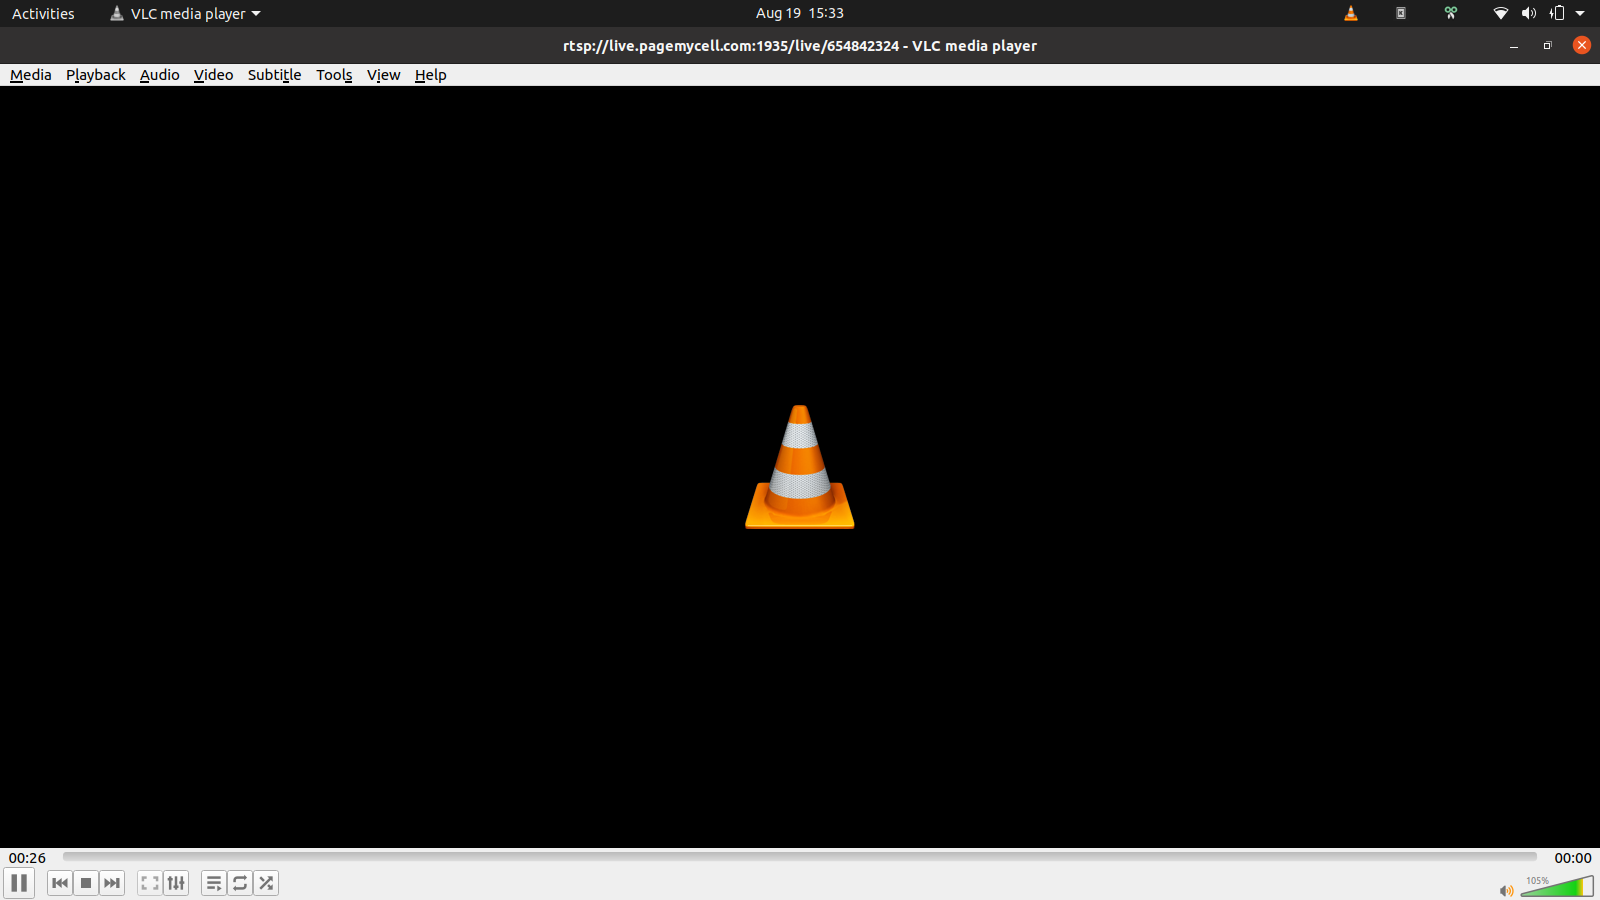 Activities VLC media player Aug 19 15:33
rtsp://live.pagemycell.com:1935/live/654842324 - VLC media player
Media Playback Audio Video Subtitle Tools View Help
00:26 00:00
105%